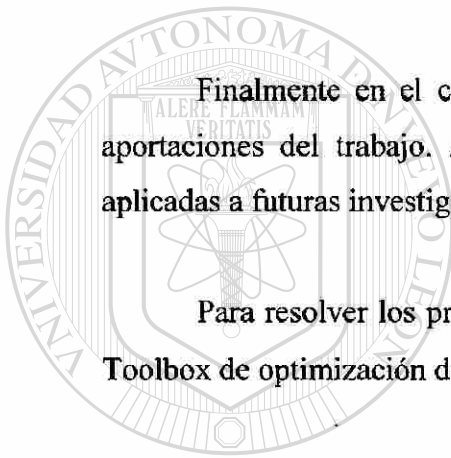 UNIVERSIDAD AUTONOMA DE NUEVO LEÓN
ALERE FLAMMAM
VERITATIS
Finalmente en el c
aportaciones del trabajo.
aplicadas a futuras investig
Para resolver los pr
Toolbox de optimización d